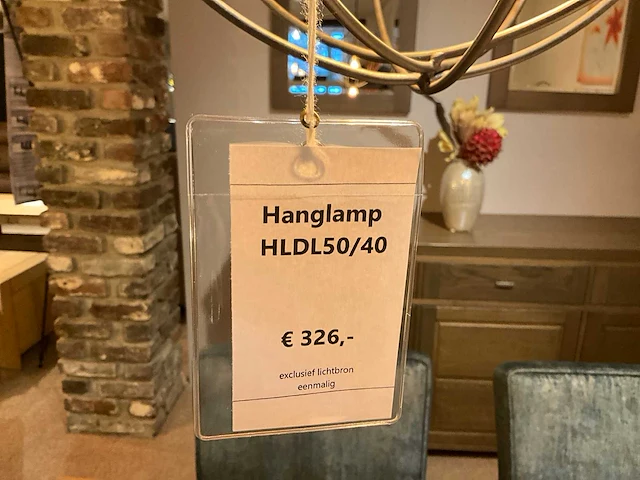 Hanglamp
HLDL50/40
€ 326,-
exclusief lichtbron
eenmalig